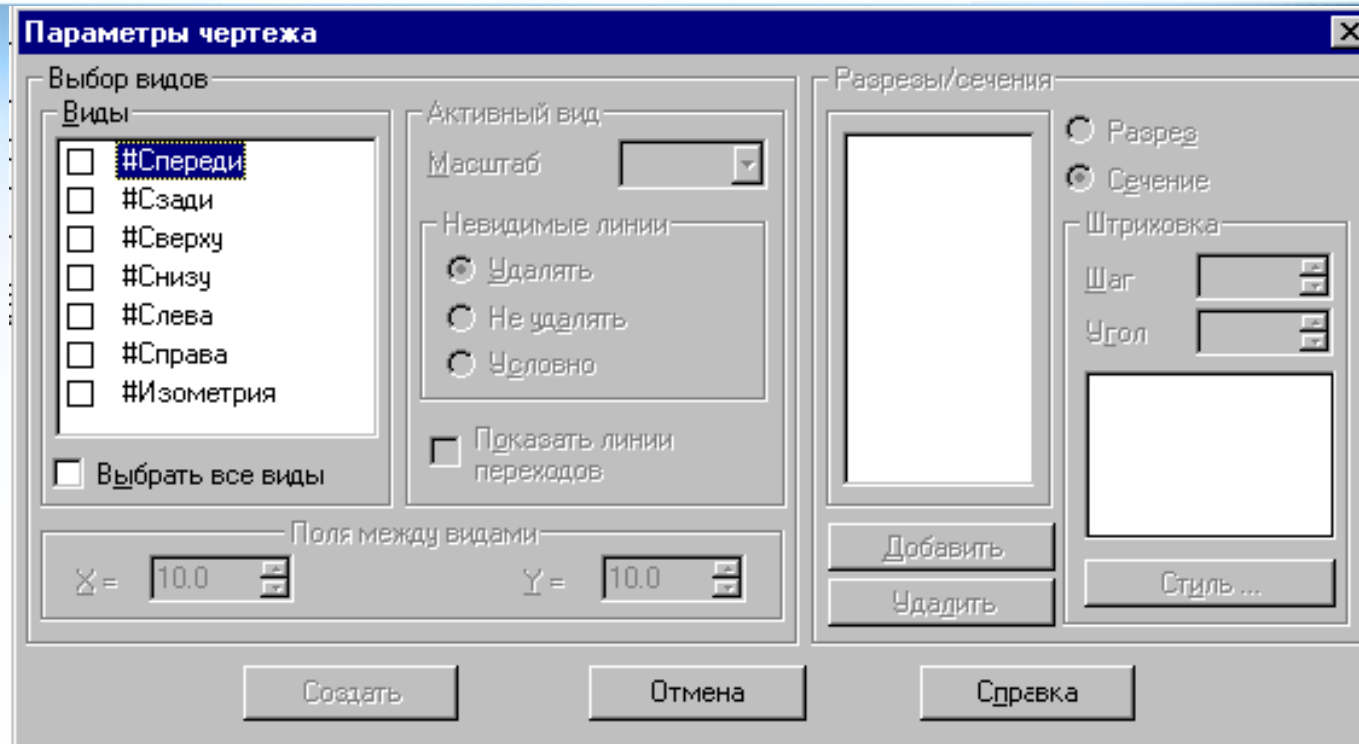 Параметры чертежа
Выбор видов
Виды
#Спереди
#Сзади
#Сверху
#Снизу
#Слева
#Справа
#Изометрия
Выбрать все виды
Активный вид
Масштаб
Невидимые линии
Удалять
Не удалять
Условно
Показать линии
переходов
Поля между видами
X = 10.0
Y = 10.0
Разрезы/сечения
Разрез
Сечение
Штриховка
Шаг
Угол
Добавить
Удалить
Стиль ...
Создать
Отмена
Справка